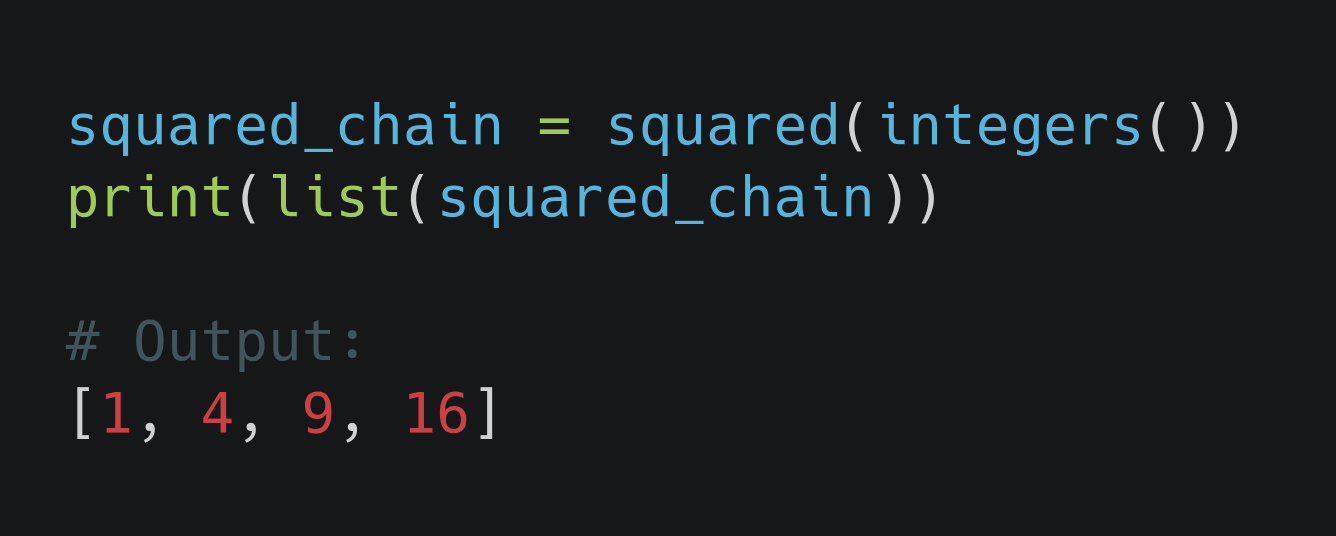 squared_chain = squared(integers())
print(list(squared_chain))
# Output:
[1, 4, 9, 16]